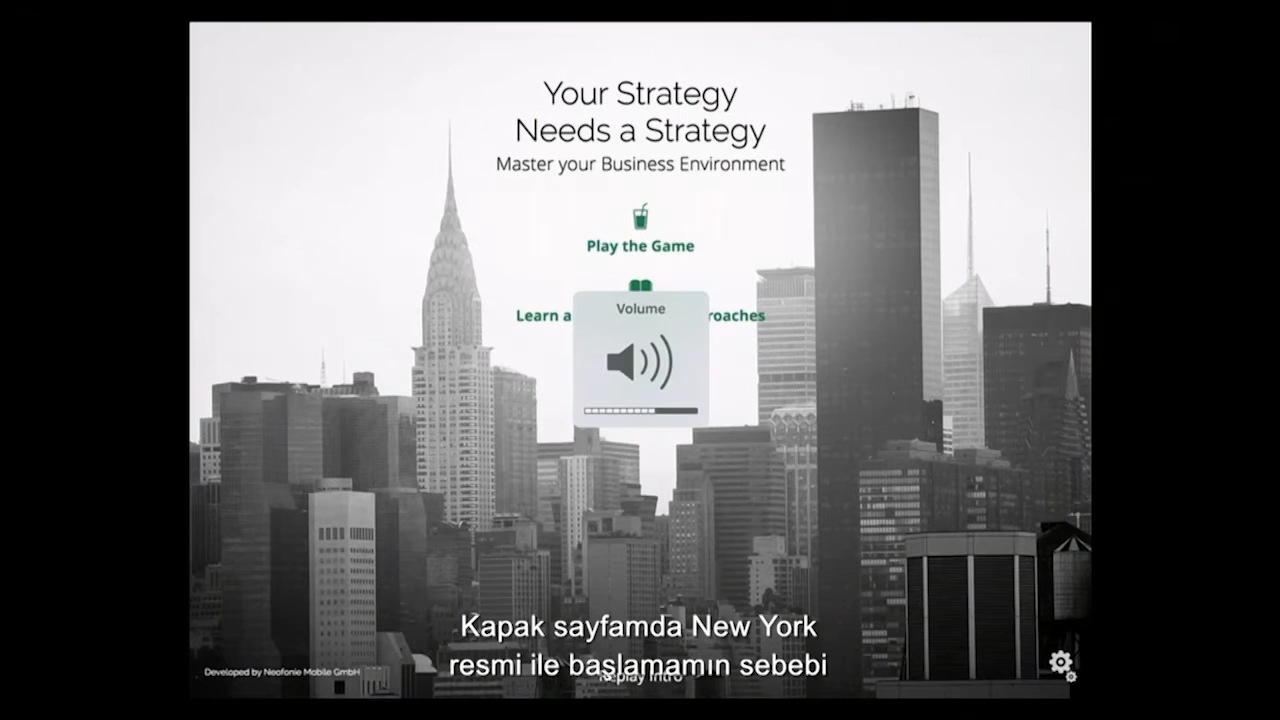 Your Strategy
Needs a Strategy
Master your Business Environment
Play the Game
Volume
Learn a roaches
Kapak sayfamda New York
resmi ile başlamamın sebebi
Developed by Neofonie Mobile GmbH
Replay Intro